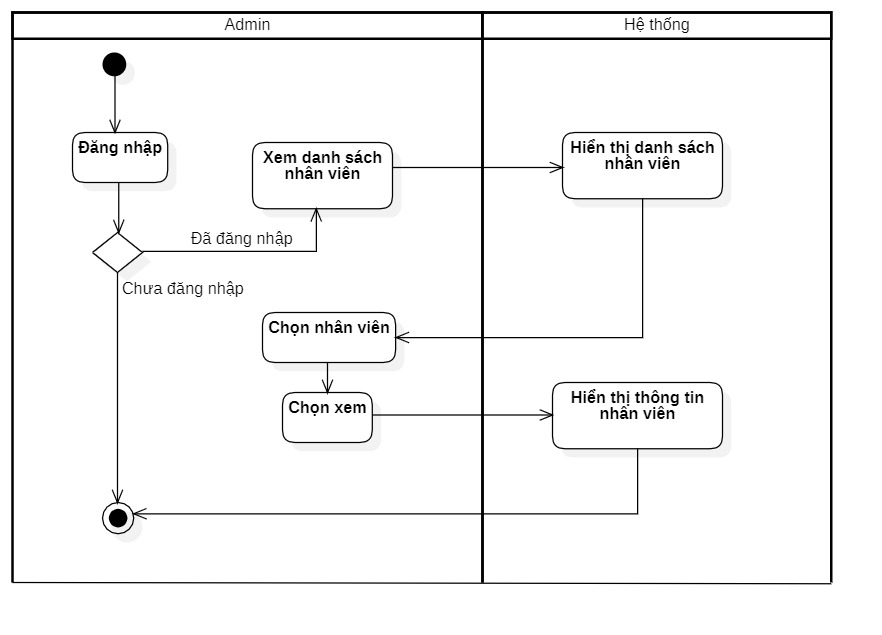 Admin
Hệ thống
Đăng nhập
Xem danh sách
nhân viên
Hiển thị danh sách
nhân viên
Đã đăng nhập
Chưa đăng nhập
Chọn nhân viên
Chọn xem
Hiển thị thông tin
nhân viên